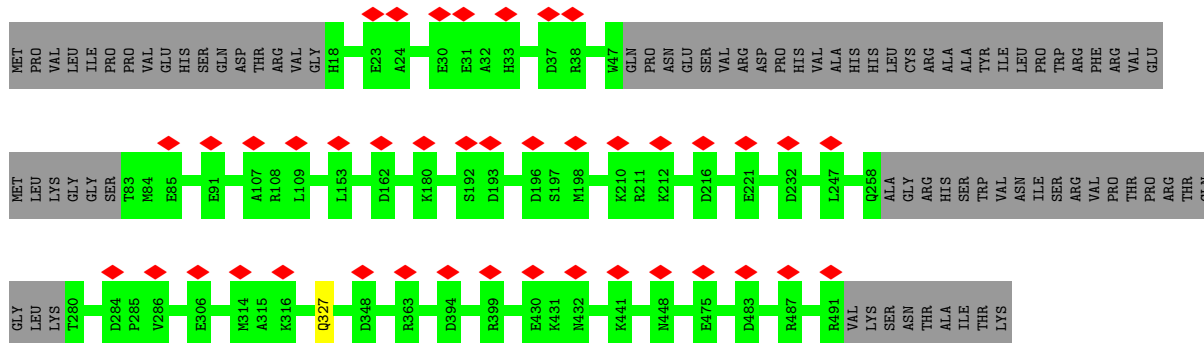 MET PRO VAL LEU ILE PRO PRO VAL GLU HIS SER GLN ASP THR ARG VAL GLY H18 E23 A24 E30 E31 A32 H33 D37 R38 W47 GLN PRO ASN GLU SER VAL ARG ASP PRO HIS VAL ALA HIS HIS LEU CYS ARG ALA ALA TYR ILE LEU PRO TRP ARG PHE ARG VAL GLU
MET LEU LYS GLY GLY SER T83 M84 E85 E91 A107 R108 L109 L153 D162 K180 S192 D193 D196 S197 M198 K210 R211 K212 D216 E221 D232 L247 Q258 ALA GLY ARG HIS SER TRP VAL ASN ILE SER ARG VAL PRO THR PRO ARG THR GLN
GLY LEU LYS T280 D284 P285 V286 E306 M314 A315 K316 Q327 D348 R363 D394 R399 E430 K431 N432 K441 N448 E475 D483 R487 R491 VAL LYS SER ASN THR ALA ILE THR LYS